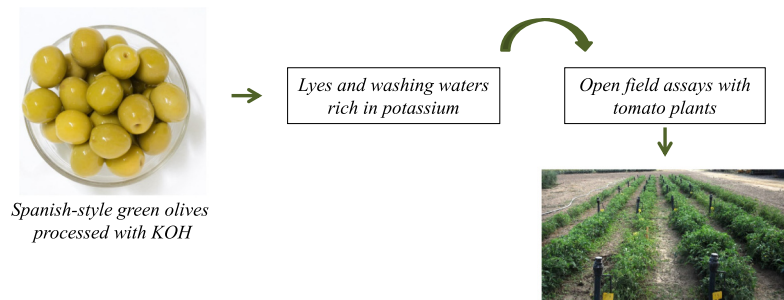 Spanish-style green olives
processed with KOH
Lyes and washing waters
rich in potassium
Open field assays with
tomato plants